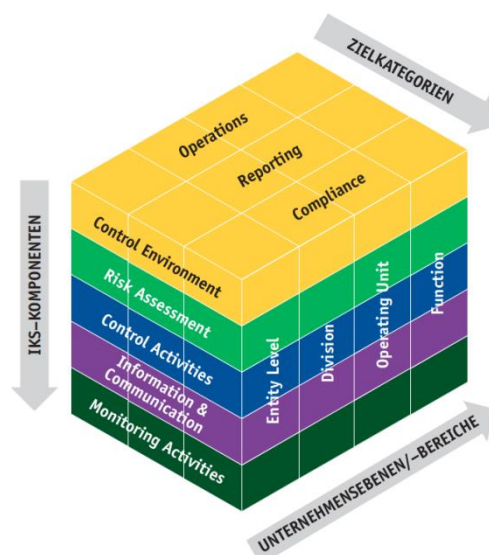 ZIELKATEGORIEN
Operations
Reporting
Compliance
IKS–KOMPONENTEN
Control Environment
Risk Assessment
Control Activities
Information &
Communication
Monitoring Activities
Entity Level
Division
Operating Unit
Function
UNTERNEHMENSEBENEN/–BEREICHE